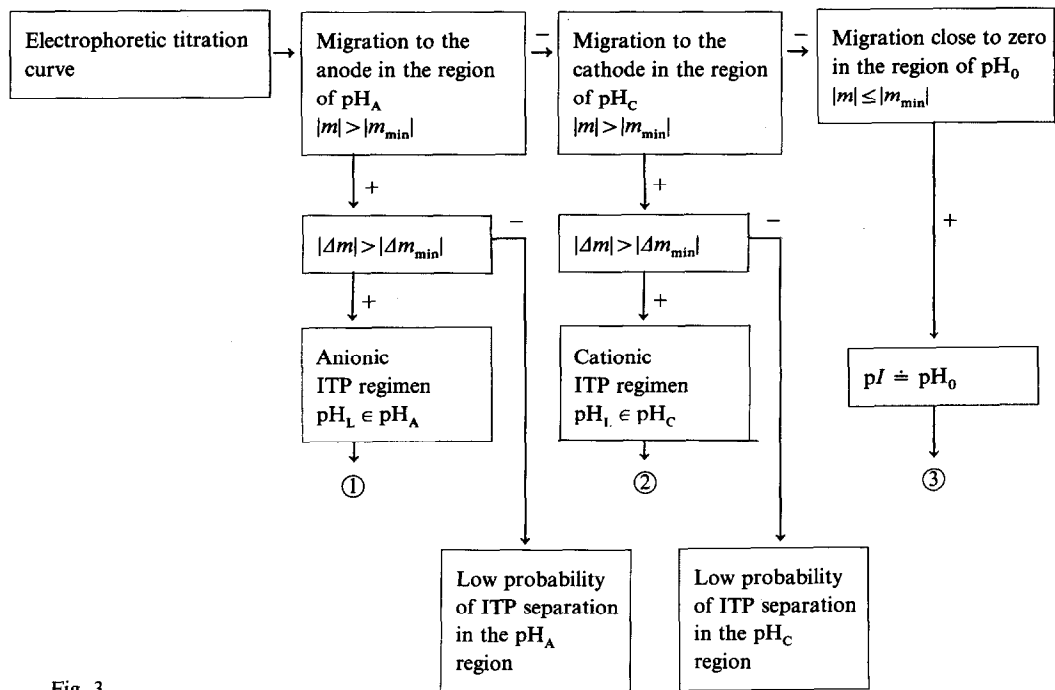 Electrophoretic titration
curve
Migration to the
anode in the region
of pH_A
|m| > |m_min|
−
Migration to the
cathode in the region
of pH_C
|m| > |m_min|
−
Migration close to zero
in the region of pH_0
|m| ≤ |m_min|
+
+
+
|Δm| > |Δm_min|
−
|Δm| > |Δm_min|
−
+
+
Anionic
ITP regimen
pH_L ∈ pH_A
Cationic
ITP regimen
pH_L ∈ pH_C
pI ≐ pH_0
①
②
③
Low probability
of ITP separation
in the pH_A
region
Low probability
of ITP separation
in the pH_C
region
Fig. 3